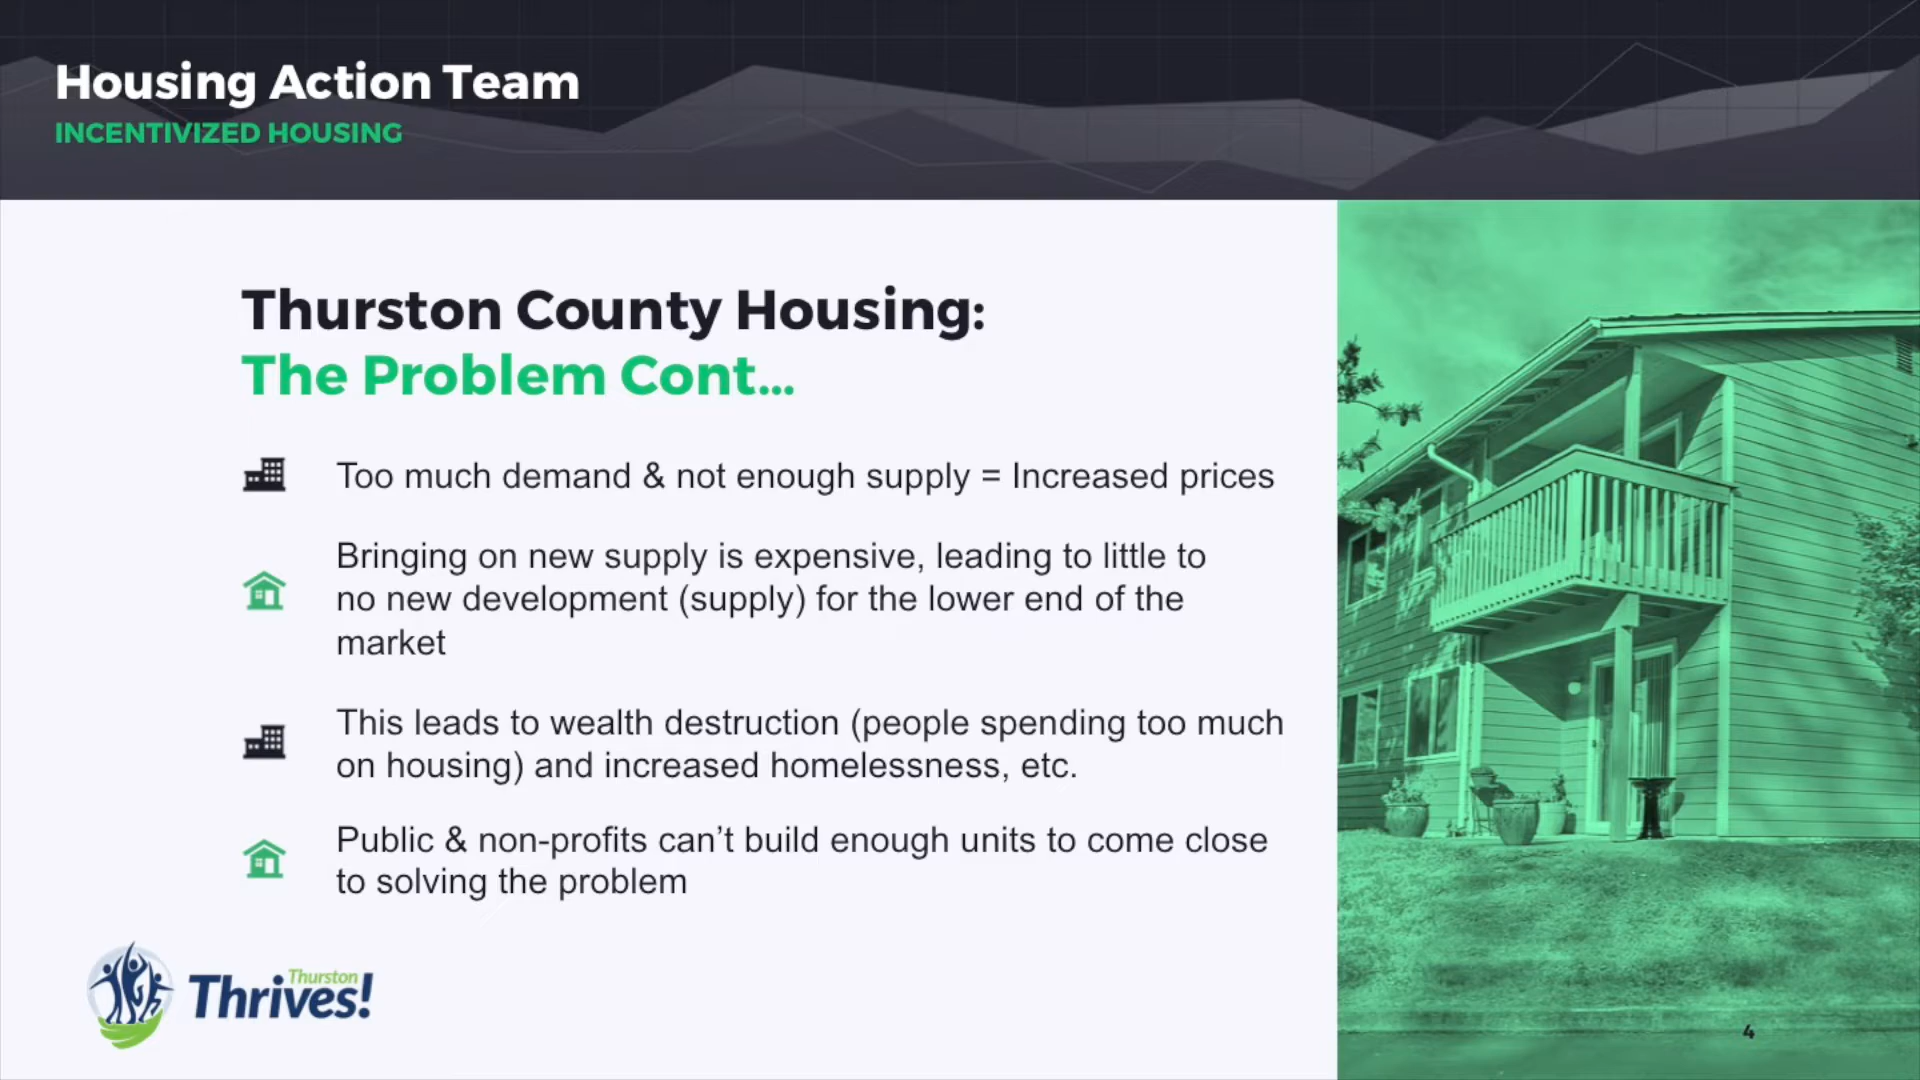 Housing Action Team
INCENTIVIZED HOUSING
Thurston County Housing:
The Problem Cont...
Too much demand & not enough supply = Increased prices
Bringing on new supply is expensive, leading to little to
no new development (supply) for the lower end of the
market
This leads to wealth destruction (people spending too much
on housing) and increased homelessness, etc.
Public & non-profits can’t build enough units to come close
to solving the problem
Thurston
Thrives!
4